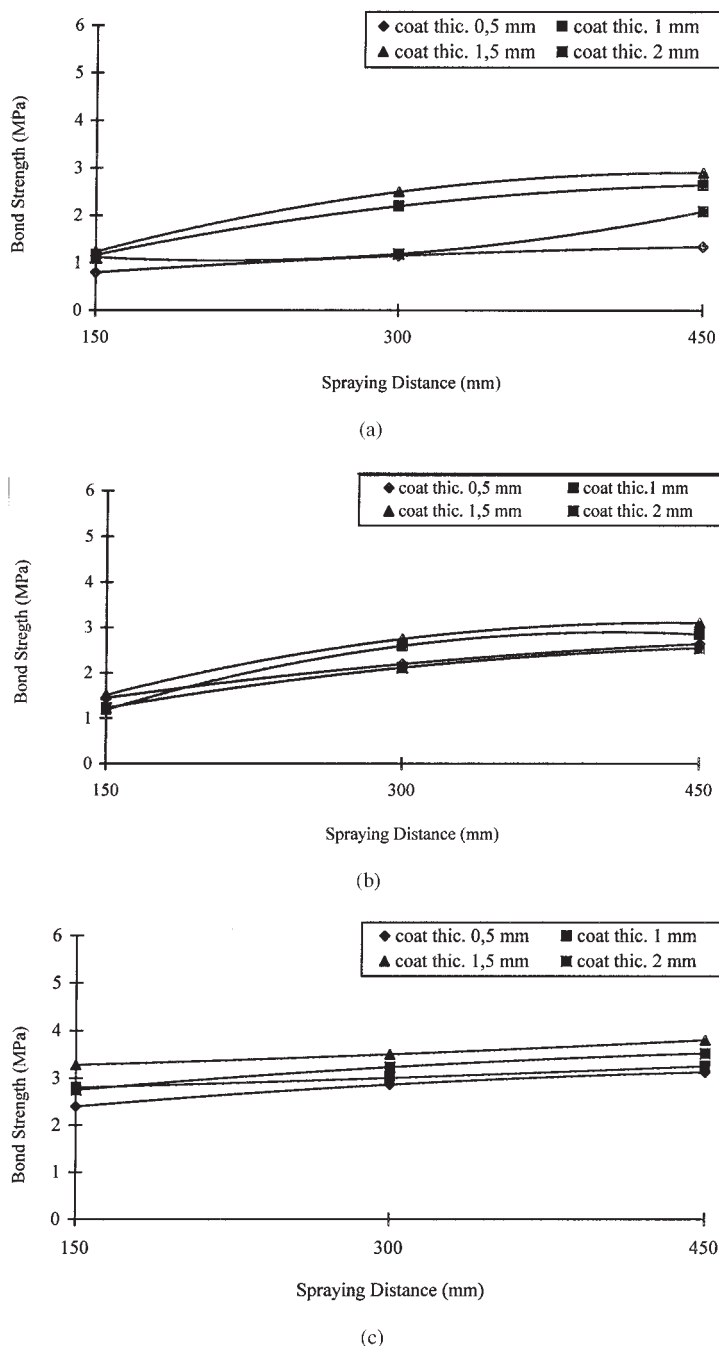 coat thic. 0,5 mm coat thic. 1 mm
coat thic. 1,5 mm coat thic. 2 mm
Bond Strength (MPa)
6
5
4
3
2
1
0
150 300 450
Spraying Distance (mm)
(a)
coat thic. 0,5 mm coat thic.1 mm
coat thic. 1,5 mm coat thic. 2 mm
Bond Stregth (MPa)
6
5
4
3
2
1
0
150 300 450
Spraying Distance (mm)
(b)
coat thic. 0,5 mm coat thic. 1 mm
coat thic. 1,5 mm coat thic. 2 mm
Bond Strength (MPa)
6
5
4
3
2
1
0
150 300 450
Spraying Distance (mm)
(c)